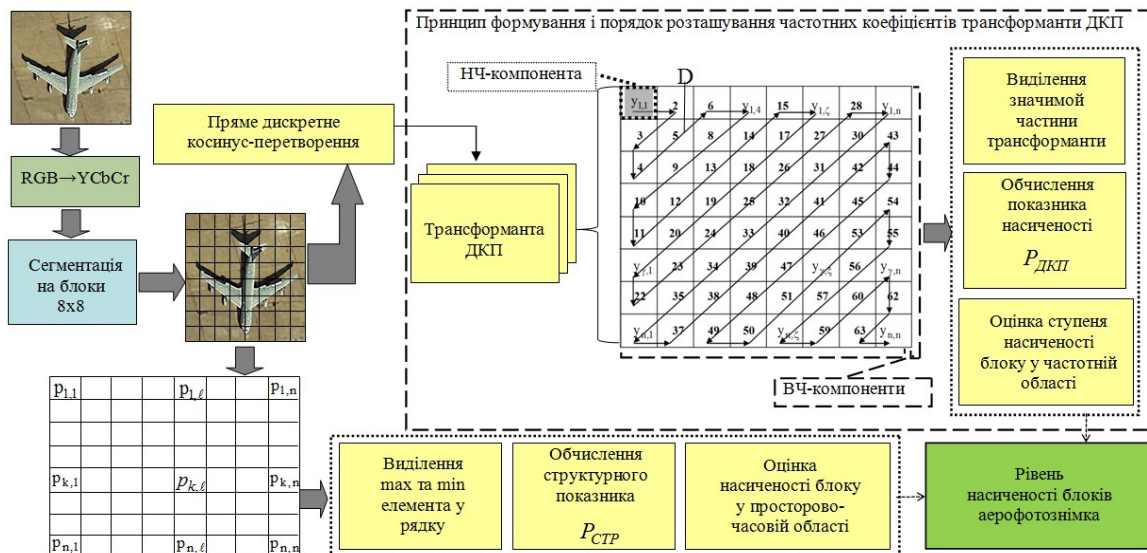 Принцип формування і порядок розташування частотних коефіцієнтів трансформанти ДКП
НЧ-компонента
D
RGB→YCbCr
Сегментація
на блоки
8x8
Пряме дискретне
косинус-перетворення
Трансформанта
ДКП
y1,1 2 6 y1,4 15 y1,ξ 28 y1,n
3 5 8 14 17 27 30 43
4 9 13 18 26 31 42 44
10 12 19 25 32 41 45 54
11 20 24 33 40 46 53 55
yγ,1 23 34 39 47 yγ,ξ 56 yγ,n
22 35 38 48 51 57 60 62
yn,1 37 49 50 yn,ξ 59 63 yn,n
ВЧ-компоненти
Виділення
значимої
частини
трансформанти
Обчислення
показника
насиченості
PДКП
Оцінка ступеня
насиченості
блоку у частотній
області
p1,1 p1,ℓ p1,n
pk,1 pk,ℓ pk,n
pn,1 pn,ℓ pn,n
Виділення
max та min
елемента у
рядку
Обчислення
структурного
показника
PСТР
Оцінка
насиченості блоку
у просторово-
часовій області
Рівень
насиченості блоків
аерофотознімка